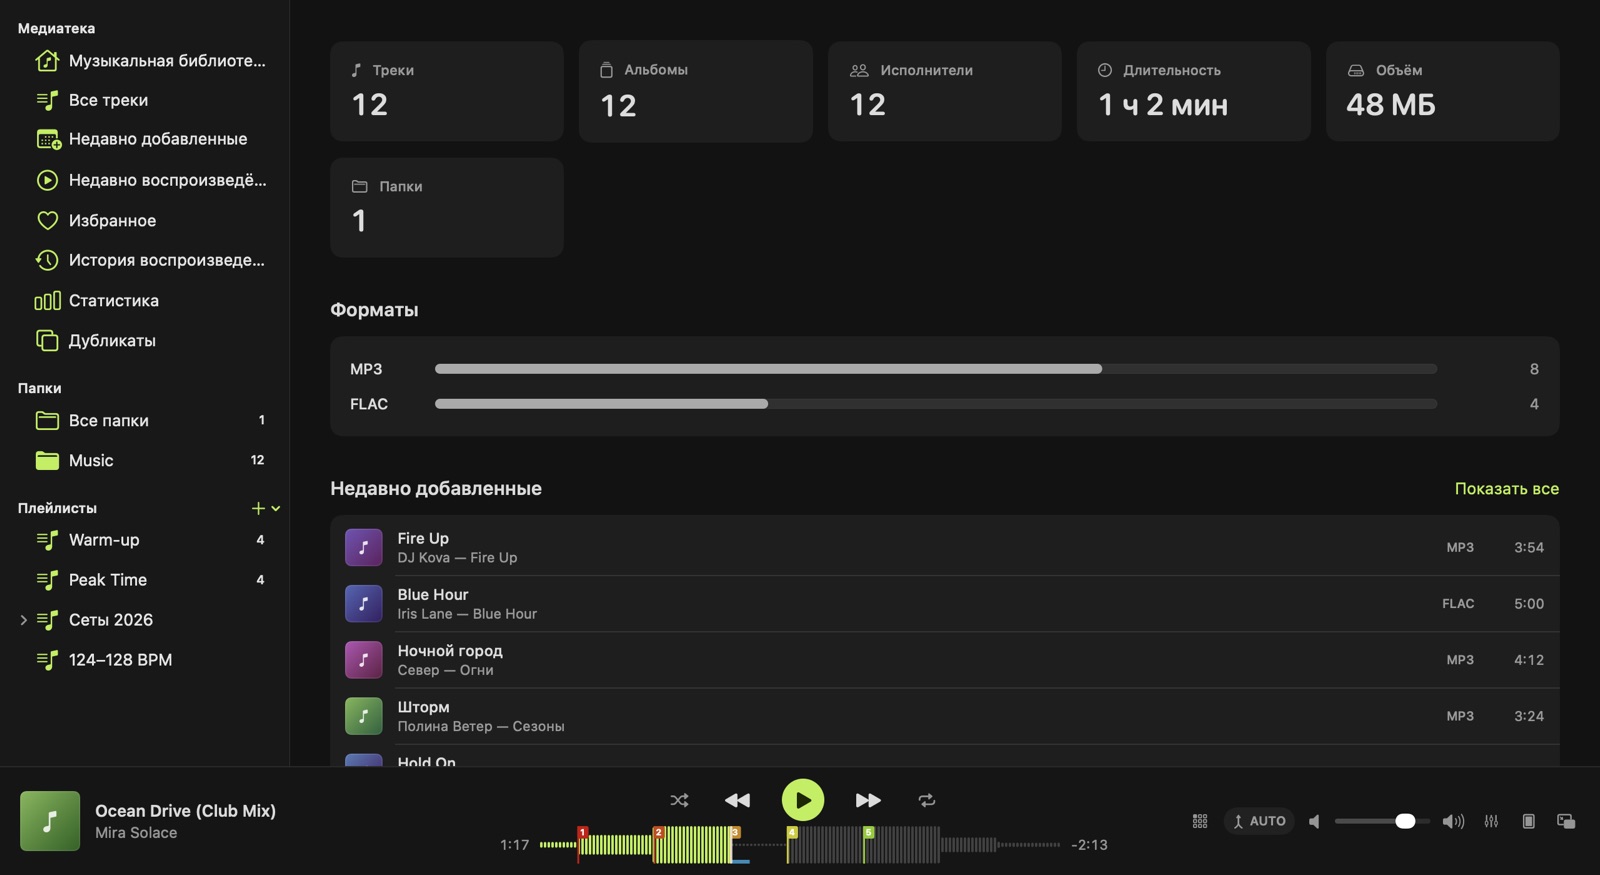 Медиатека
Музыкальная библиоте...
Все треки
Недавно добавленные
Недавно воспроизведё...
Избранное
История воспроизведе...
Статистика
Дубликаты
Папки
Все папки 1
Music 12
Плейлисты
Warm-up 4
Peak Time 4
Сеты 2026
124–128 BPM
Треки
12
Альбомы
12
Исполнители
12
Длительность
1 ч 2 мин
Объём
48 МБ
Папки
1
Форматы
MP3 8
FLAC 4
Недавно добавленные Показать все
Fire Up
DJ Kova — Fire Up
MP3 3:54
Blue Hour
Iris Lane — Blue Hour
FLAC 5:00
Ночной город
Север — Огни
MP3 4:12
Шторм
Полина Ветер — Сезоны
MP3 3:24
Hold On
Ocean Drive (Club Mix)
Mira Solace
1:17
1 2 3 4 5
-2:13
AUTO